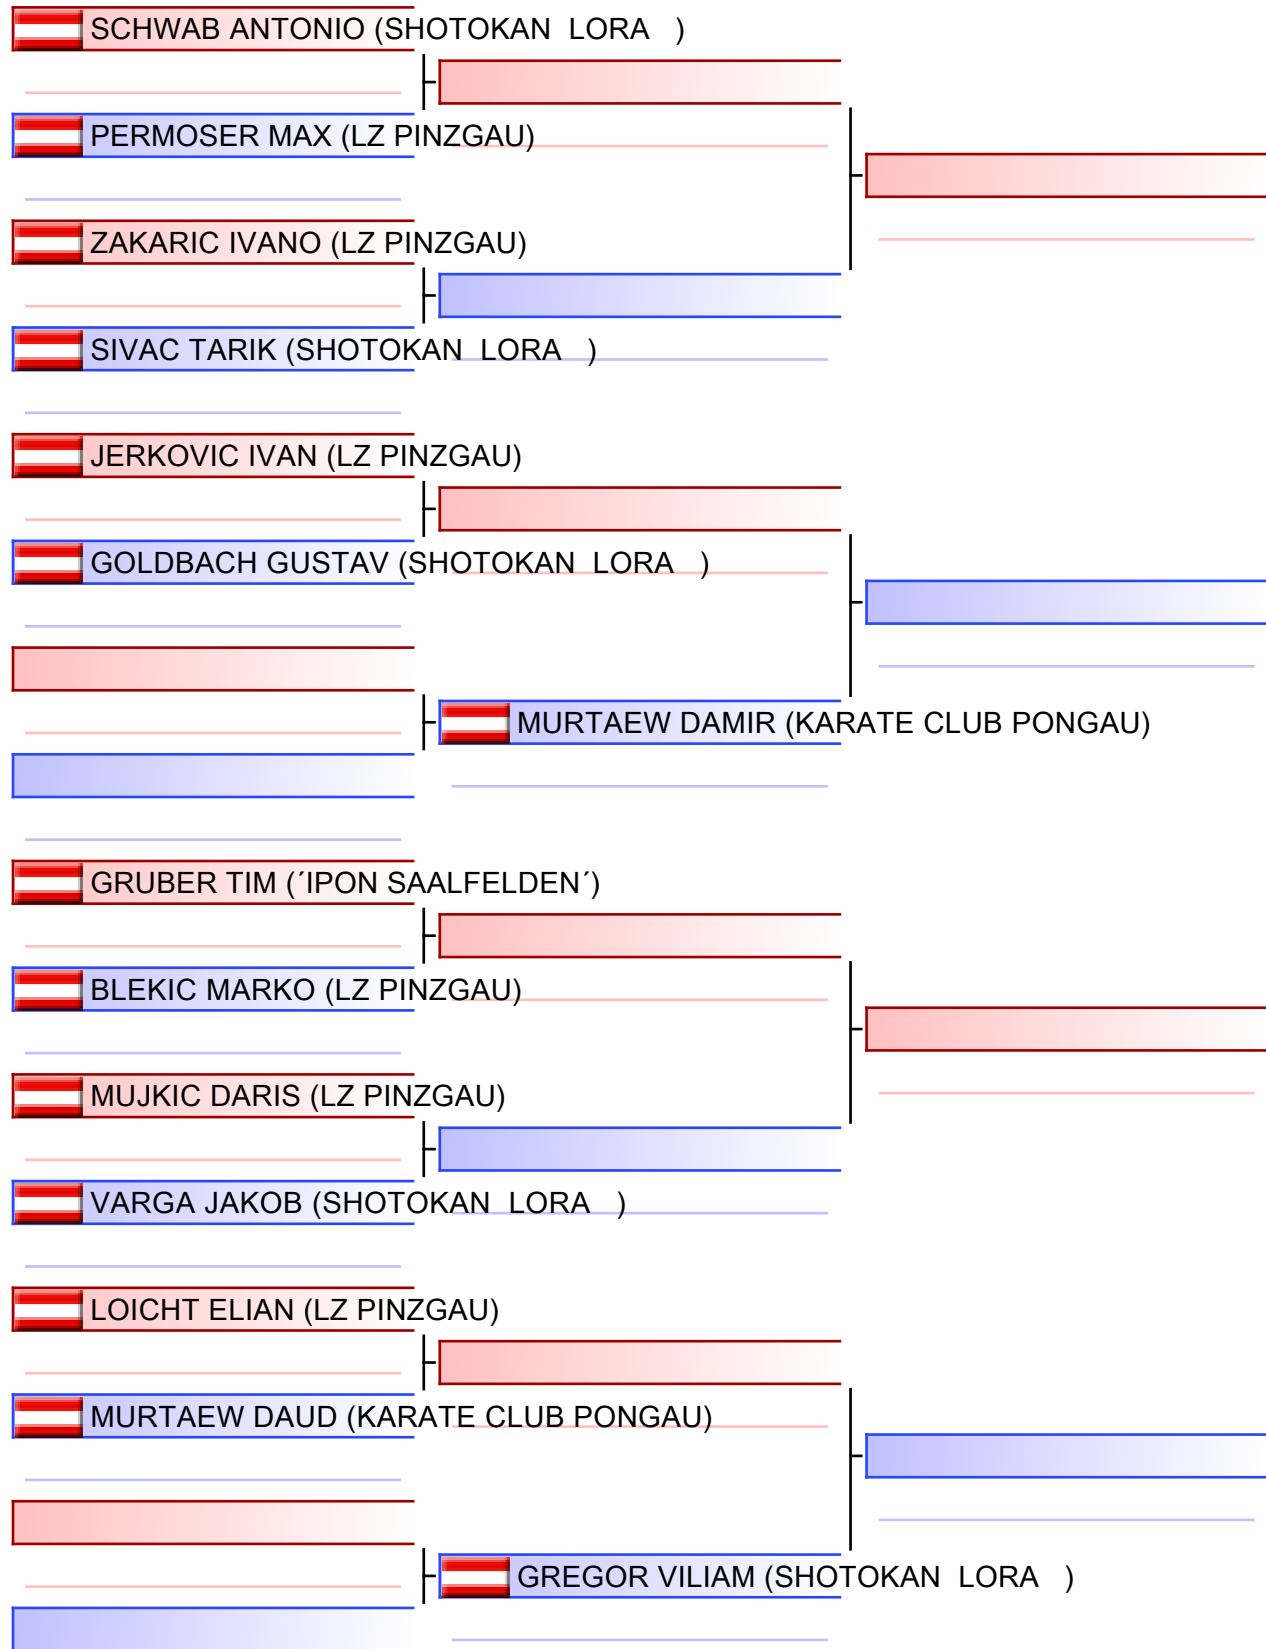 SCHWAB ANTONIO (SHOTOKAN  LORA   )
PERMOSER MAX (LZ PINZGAU)
ZAKARIC IVANO (LZ PINZGAU)
SIVAC TARIK (SHOTOKAN  LORA   )
JERKOVIC IVAN (LZ PINZGAU)
GOLDBACH GUSTAV (SHOTOKAN  LORA   )
MURTAEW DAMIR (KARATE CLUB PONGAU)
GRUBER TIM (´IPON SAALFELDEN´)
BLEKIC MARKO (LZ PINZGAU)
MUJKIC DARIS (LZ PINZGAU)
VARGA JAKOB (SHOTOKAN  LORA   )
LOICHT ELIAN (LZ PINZGAU)
MURTAEW DAUD (KARATE CLUB PONGAU)
GREGOR VILIAM (SHOTOKAN  LORA   )